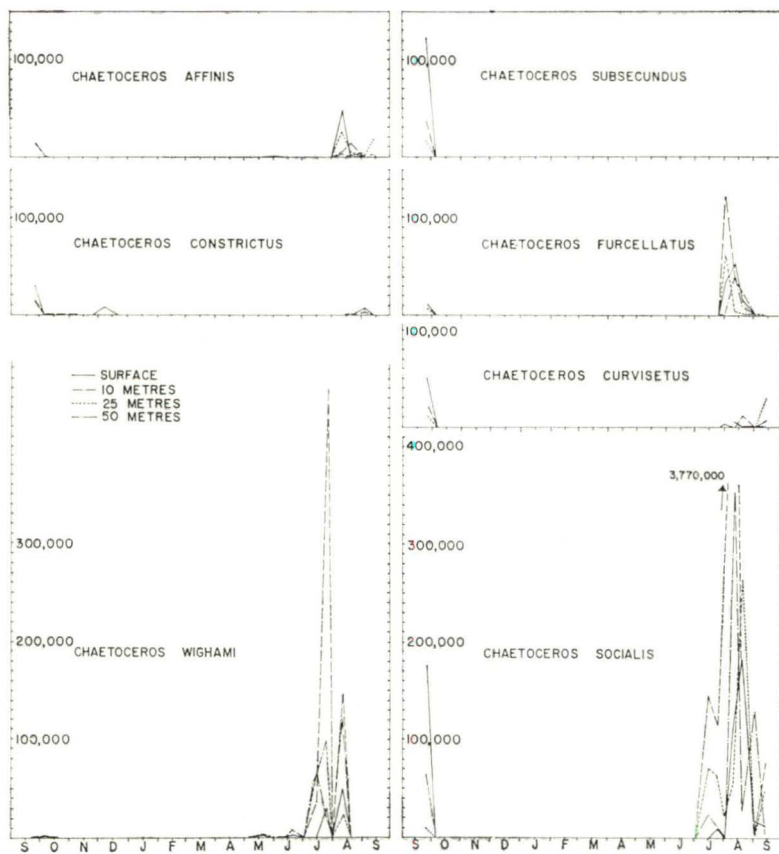 100,000
CHAETOCEROS AFFINIS
100,000
CHAETOCEROS SUBSECUNDUS
100,000
CHAETOCEROS CONSTRICTUS
100,000
CHAETOCEROS FURCELLATUS
100,000
CHAETOCEROS CURVISETUS
SURFACE
10 METRES
25 METRES
50 METRES
300,000
200,000
CHAETOCEROS WIGHAMI
100,000
400,000
3,770,000
300,000
200,000
CHAETOCEROS SOCIALIS
100,000
S O N D J F M A M J J A S
S O N D J F M A M J J A S